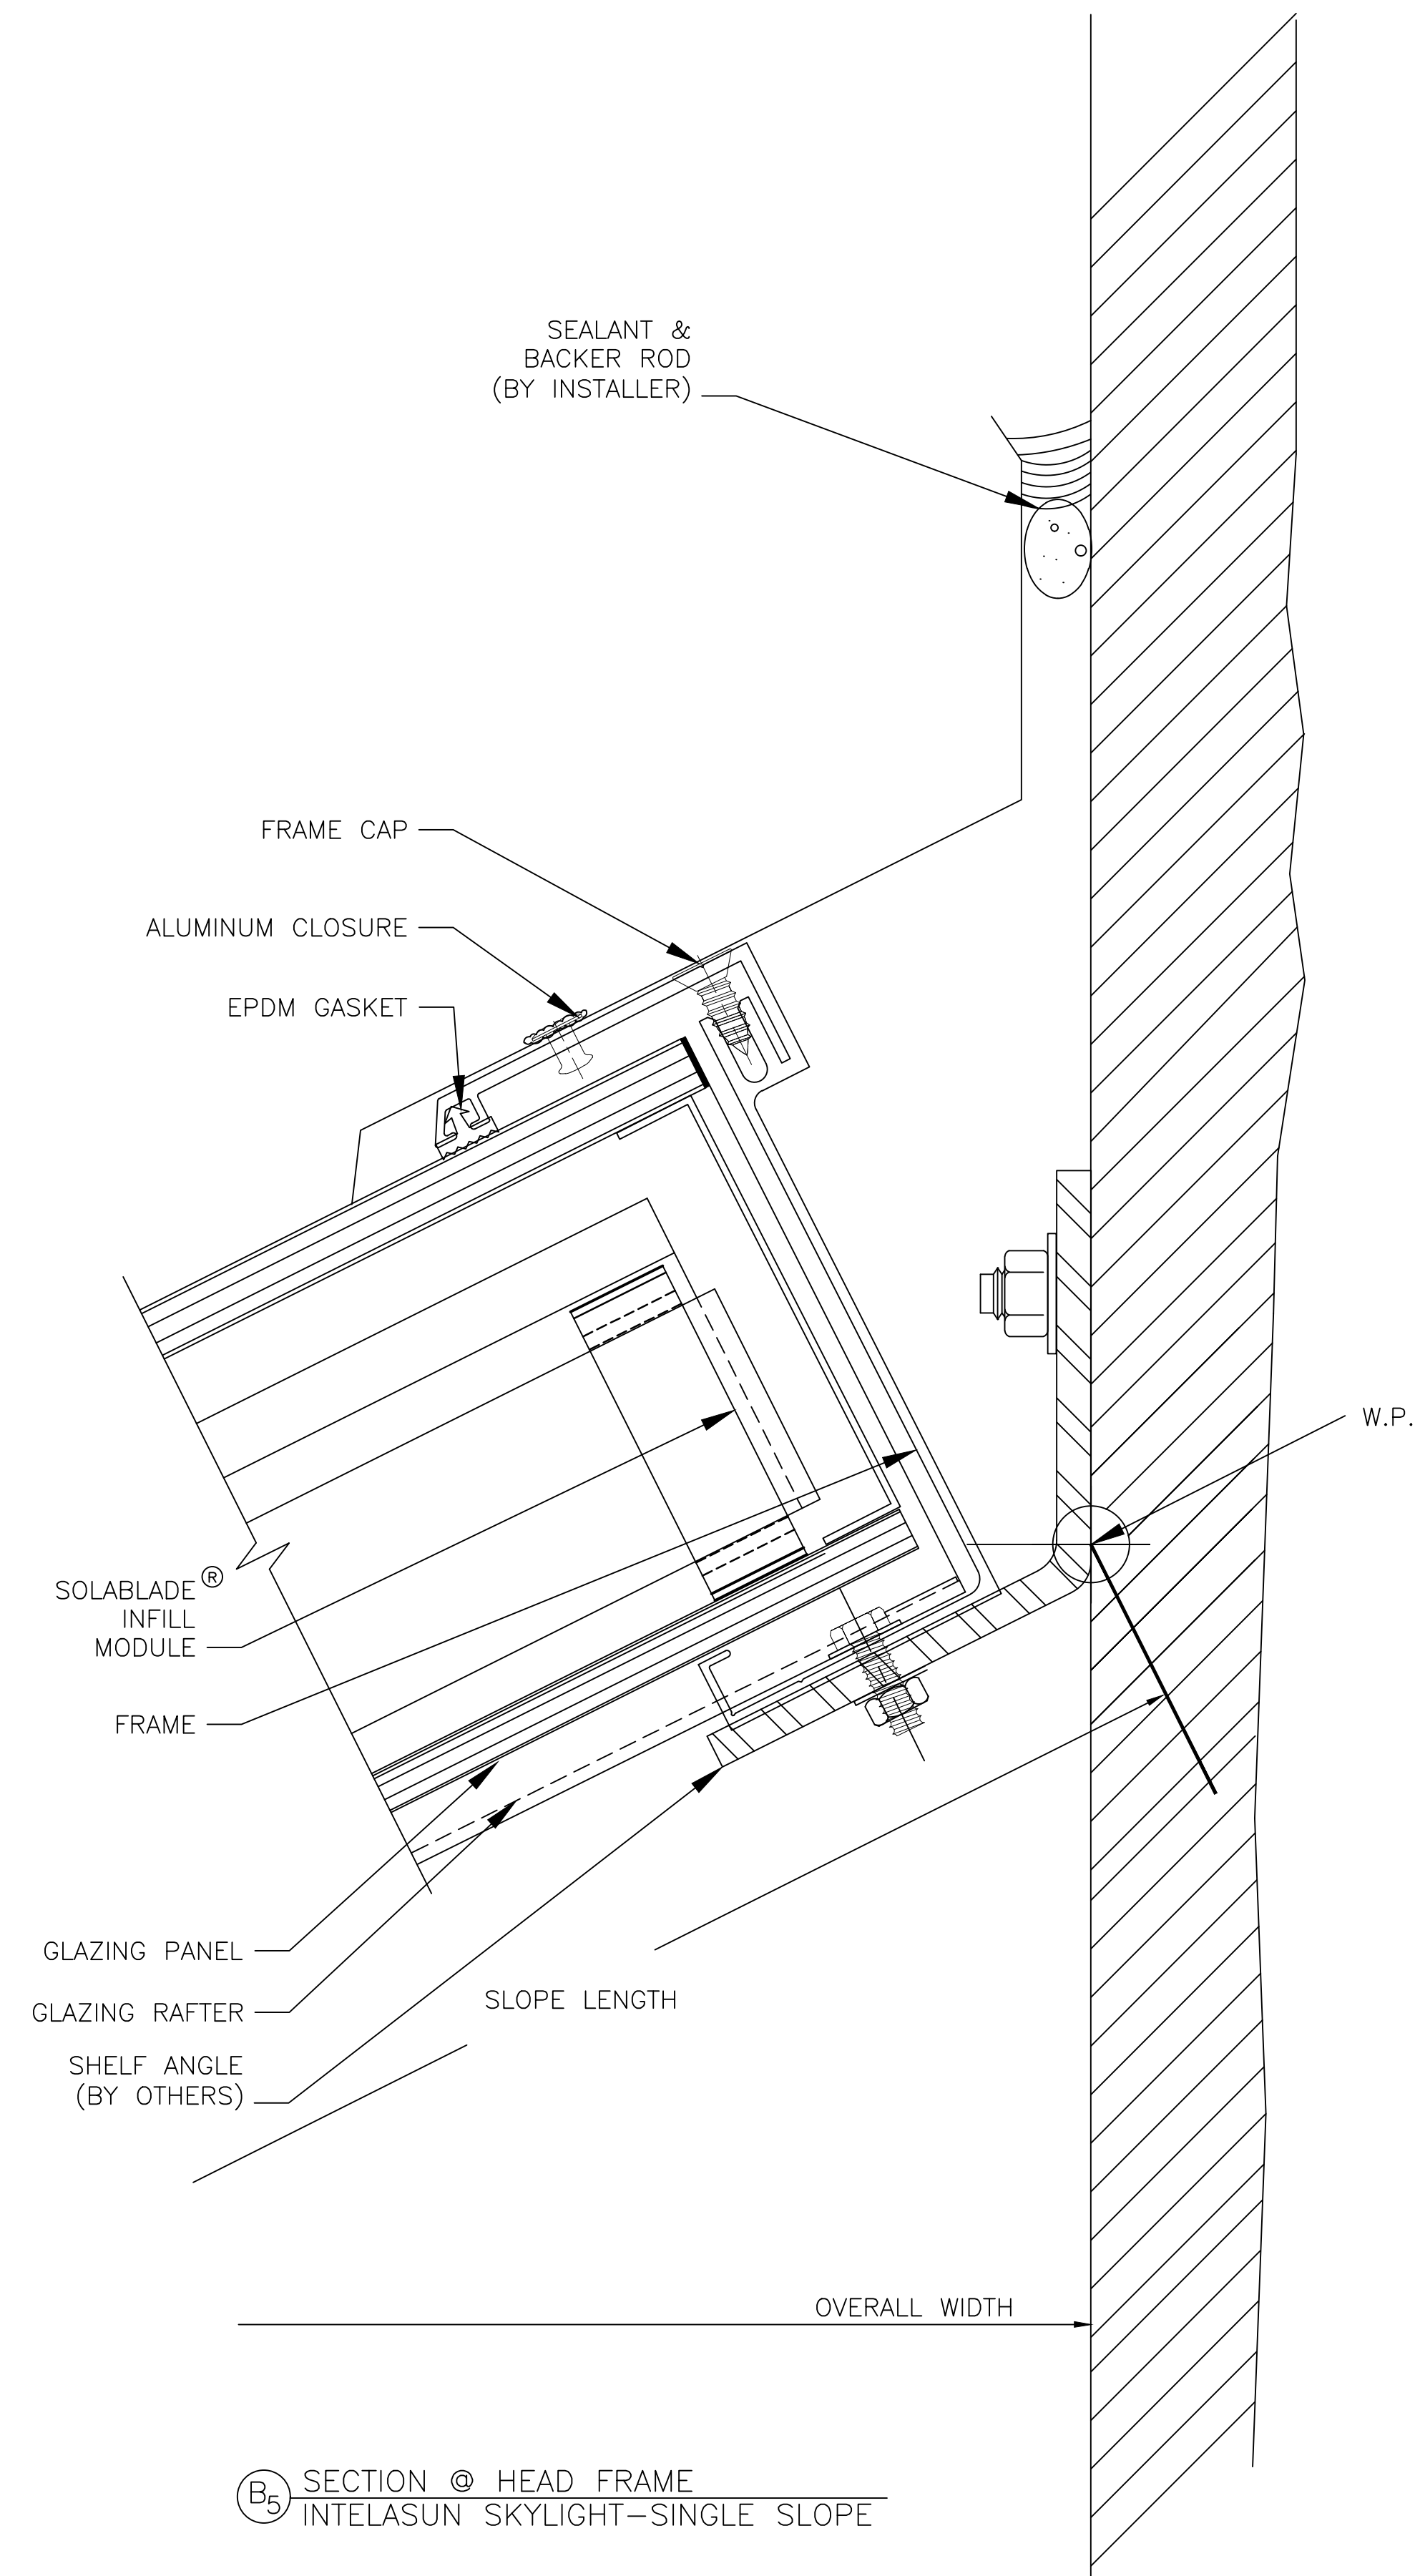 SEALANT &
BACKER ROD
(BY INSTALLER)
FRAME CAP
ALUMINUM CLOSURE
EPDM GASKET
W.P.
SOLABLADE®
INFILL
MODULE
FRAME
GLAZING PANEL
GLAZING RAFTER
SLOPE LENGTH
SHELF ANGLE
(BY OTHERS)
OVERALL WIDTH
B5 SECTION @ HEAD FRAME
INTELASUN SKYLIGHT-SINGLE SLOPE